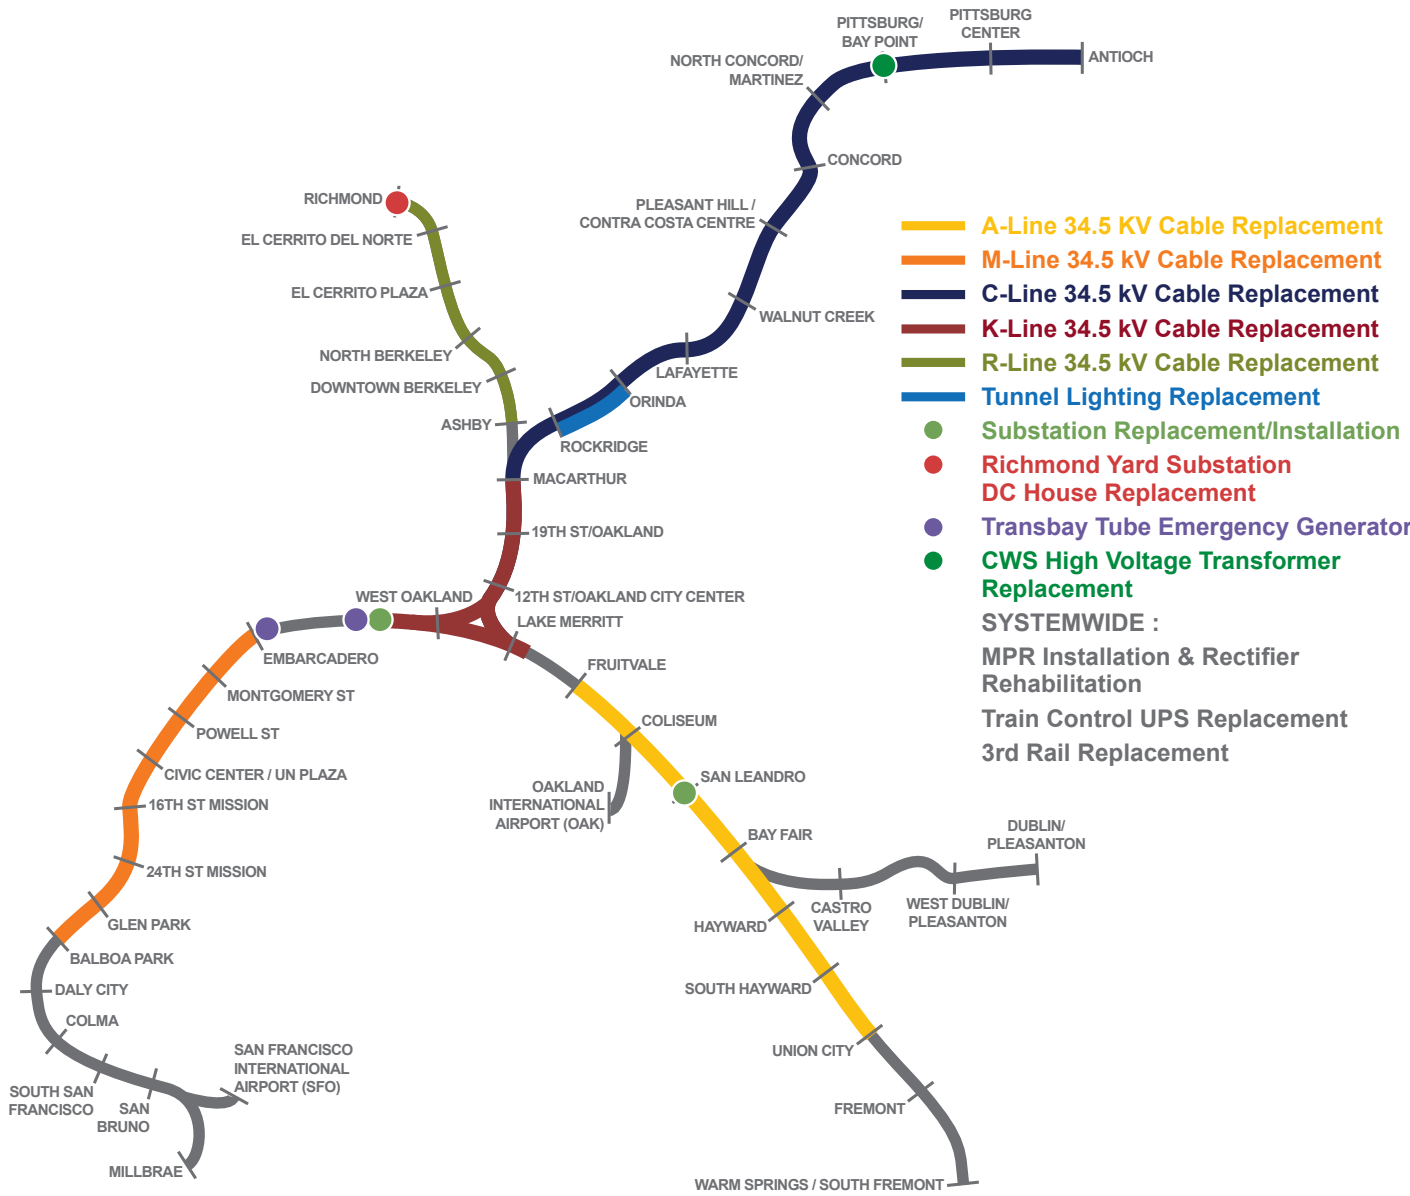 PITTSBURG/
BAY POINT
PITTSBURG
CENTER
ANTIOCH
NORTH CONCORD/
MARTINEZ
CONCORD
PLEASANT HILL /
CONTRA COSTA CENTRE
WALNUT CREEK
LAFAYETTE
ORINDA
ROCKRIDGE
RICHMOND
EL CERRITO DEL NORTE
EL CERRITO PLAZA
NORTH BERKELEY
DOWNTOWN BERKELEY
ASHBY
MACARTHUR
19TH ST/OAKLAND
12TH ST/OAKLAND CITY CENTER
WEST OAKLAND
LAKE MERRITT
EMBARCADERO
MONTGOMERY ST
POWELL ST
CIVIC CENTER / UN PLAZA
16TH ST MISSION
24TH ST MISSION
GLEN PARK
BALBOA PARK
DALY CITY
COLMA
SOUTH SAN
FRANCISCO
SAN
BRUNO
SAN FRANCISCO
INTERNATIONAL
AIRPORT (SFO)
MILLBRAE
FRUITVALE
COLISEUM
OAKLAND
INTERNATIONAL
AIRPORT (OAK)
SAN LEANDRO
BAY FAIR
CASTRO
VALLEY
WEST DUBLIN/
PLEASANTON
DUBLIN/
PLEASANTON
HAYWARD
SOUTH HAYWARD
UNION CITY
FREMONT
WARM SPRINGS / SOUTH FREMONT
A-Line 34.5 KV Cable Replacement
M-Line 34.5 kV Cable Replacement
C-Line 34.5 kV Cable Replacement
K-Line 34.5 kV Cable Replacement
R-Line 34.5 kV Cable Replacement
Tunnel Lighting Replacement
Substation Replacement/Installation
Richmond Yard Substation
DC House Replacement
Transbay Tube Emergency Generator
CWS High Voltage Transformer
Replacement
SYSTEMWIDE :
MPR Installation & Rectifier
Rehabilitation
Train Control UPS Replacement
3rd Rail Replacement